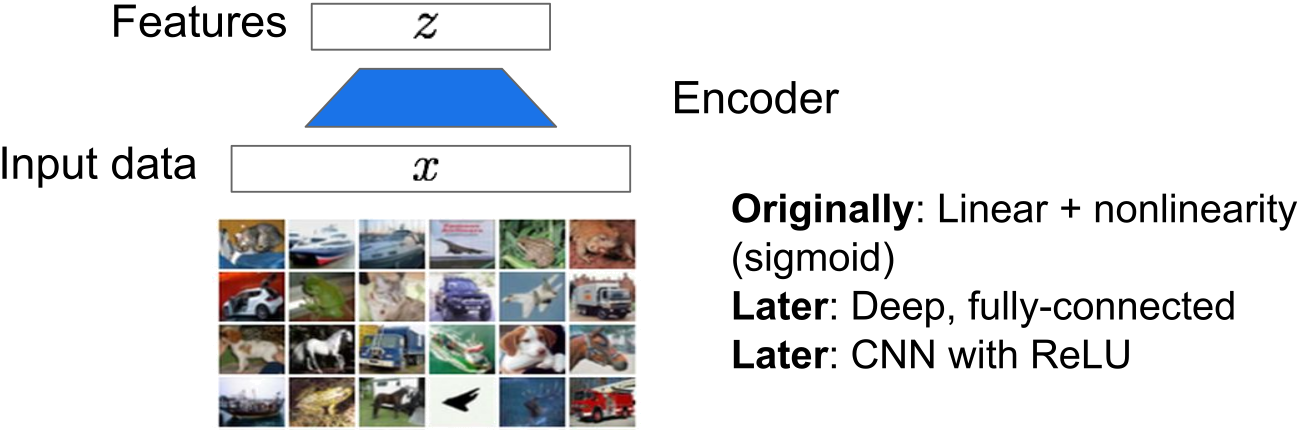 Features z
Encoder
Input data x
Originally: Linear + nonlinearity
(sigmoid)
Later: Deep, fully-connected
Later: CNN with ReLU